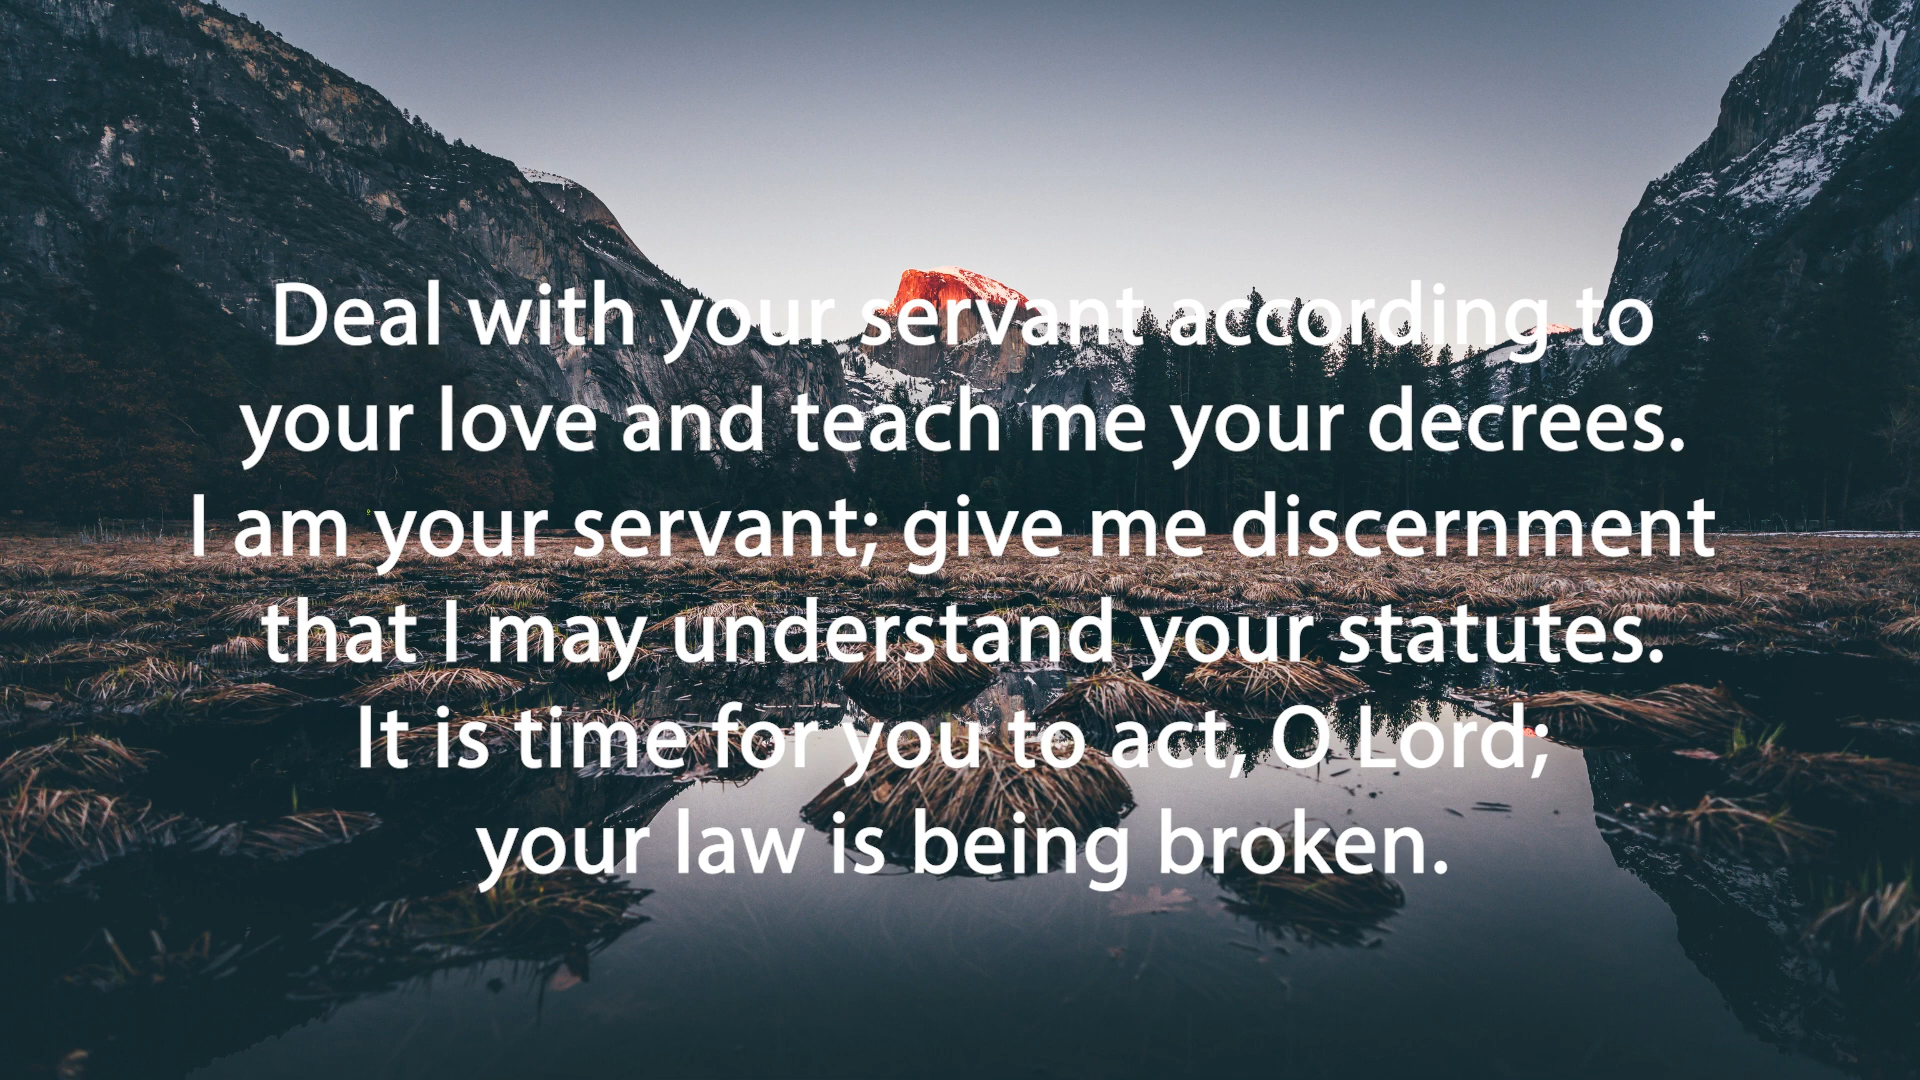 Deal with your servant according to
your love and teach me your decrees.
I am your servant; give me discernment
that I may understand your statutes.
It is time for you to act, O Lord;
your law is being broken.